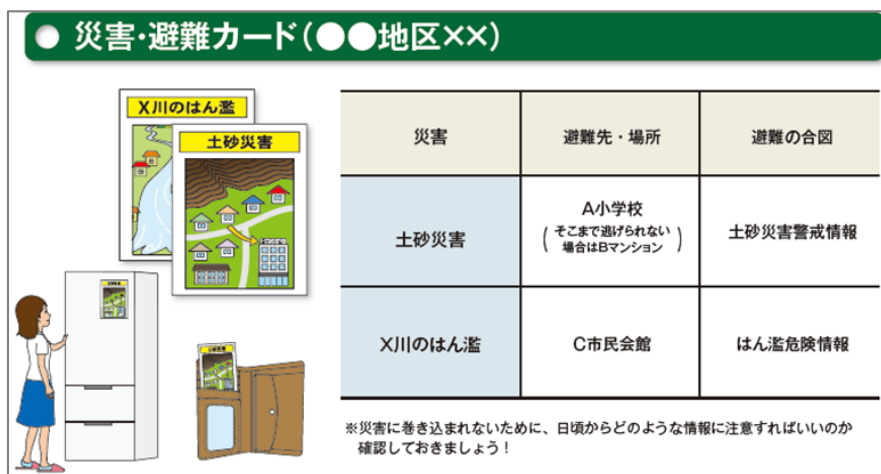 災害・避難カード(●●地区××)
X川のはん濫
土砂災害
災害
避難先・場所
避難の合図
土砂災害
A小学校
(そこまで逃げられない
場合はBマンション)
土砂災害警戒情報
X川のはん濫
C市民会館
はん濫危険情報
※災害に巻き込まれないために、日頃からどのような情報に注意すればいいのか
確認しておきましょう!